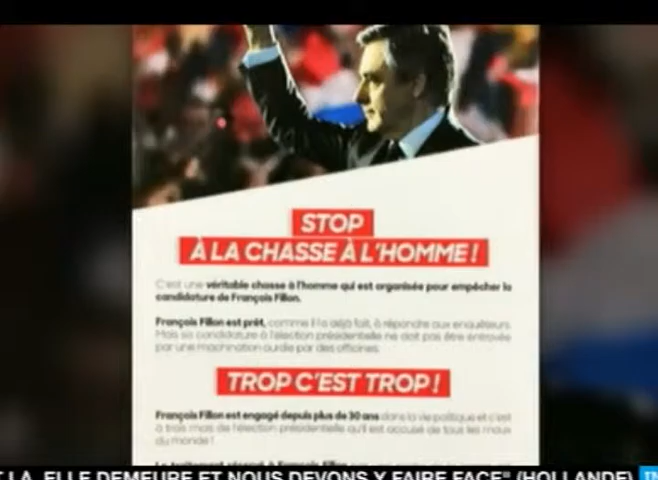 STOP
À LA CHASSE À L'HOMME !
C'est une véritable chasse à l'homme qui est organisée pour empêcher la
candidature de François Fillon.
François Fillon est prêt, comme il l'a déjà fait, à répondre aux enquêteurs.
Mais sa candidature à l'élection présidentielle ne doit pas être entravée
par une machination ourdie par des officines.
TROP C'EST TROP !
François Fillon est engagé depuis plus de 30 ans dans la vie politique et c'est
à trois mois de l'élection présidentielle qu'il est accusé de tous les maux
du monde !
LA, ELLE DEMEURE ET NOUS DEVONS Y FAIRE FACE" (HOLLANDE)